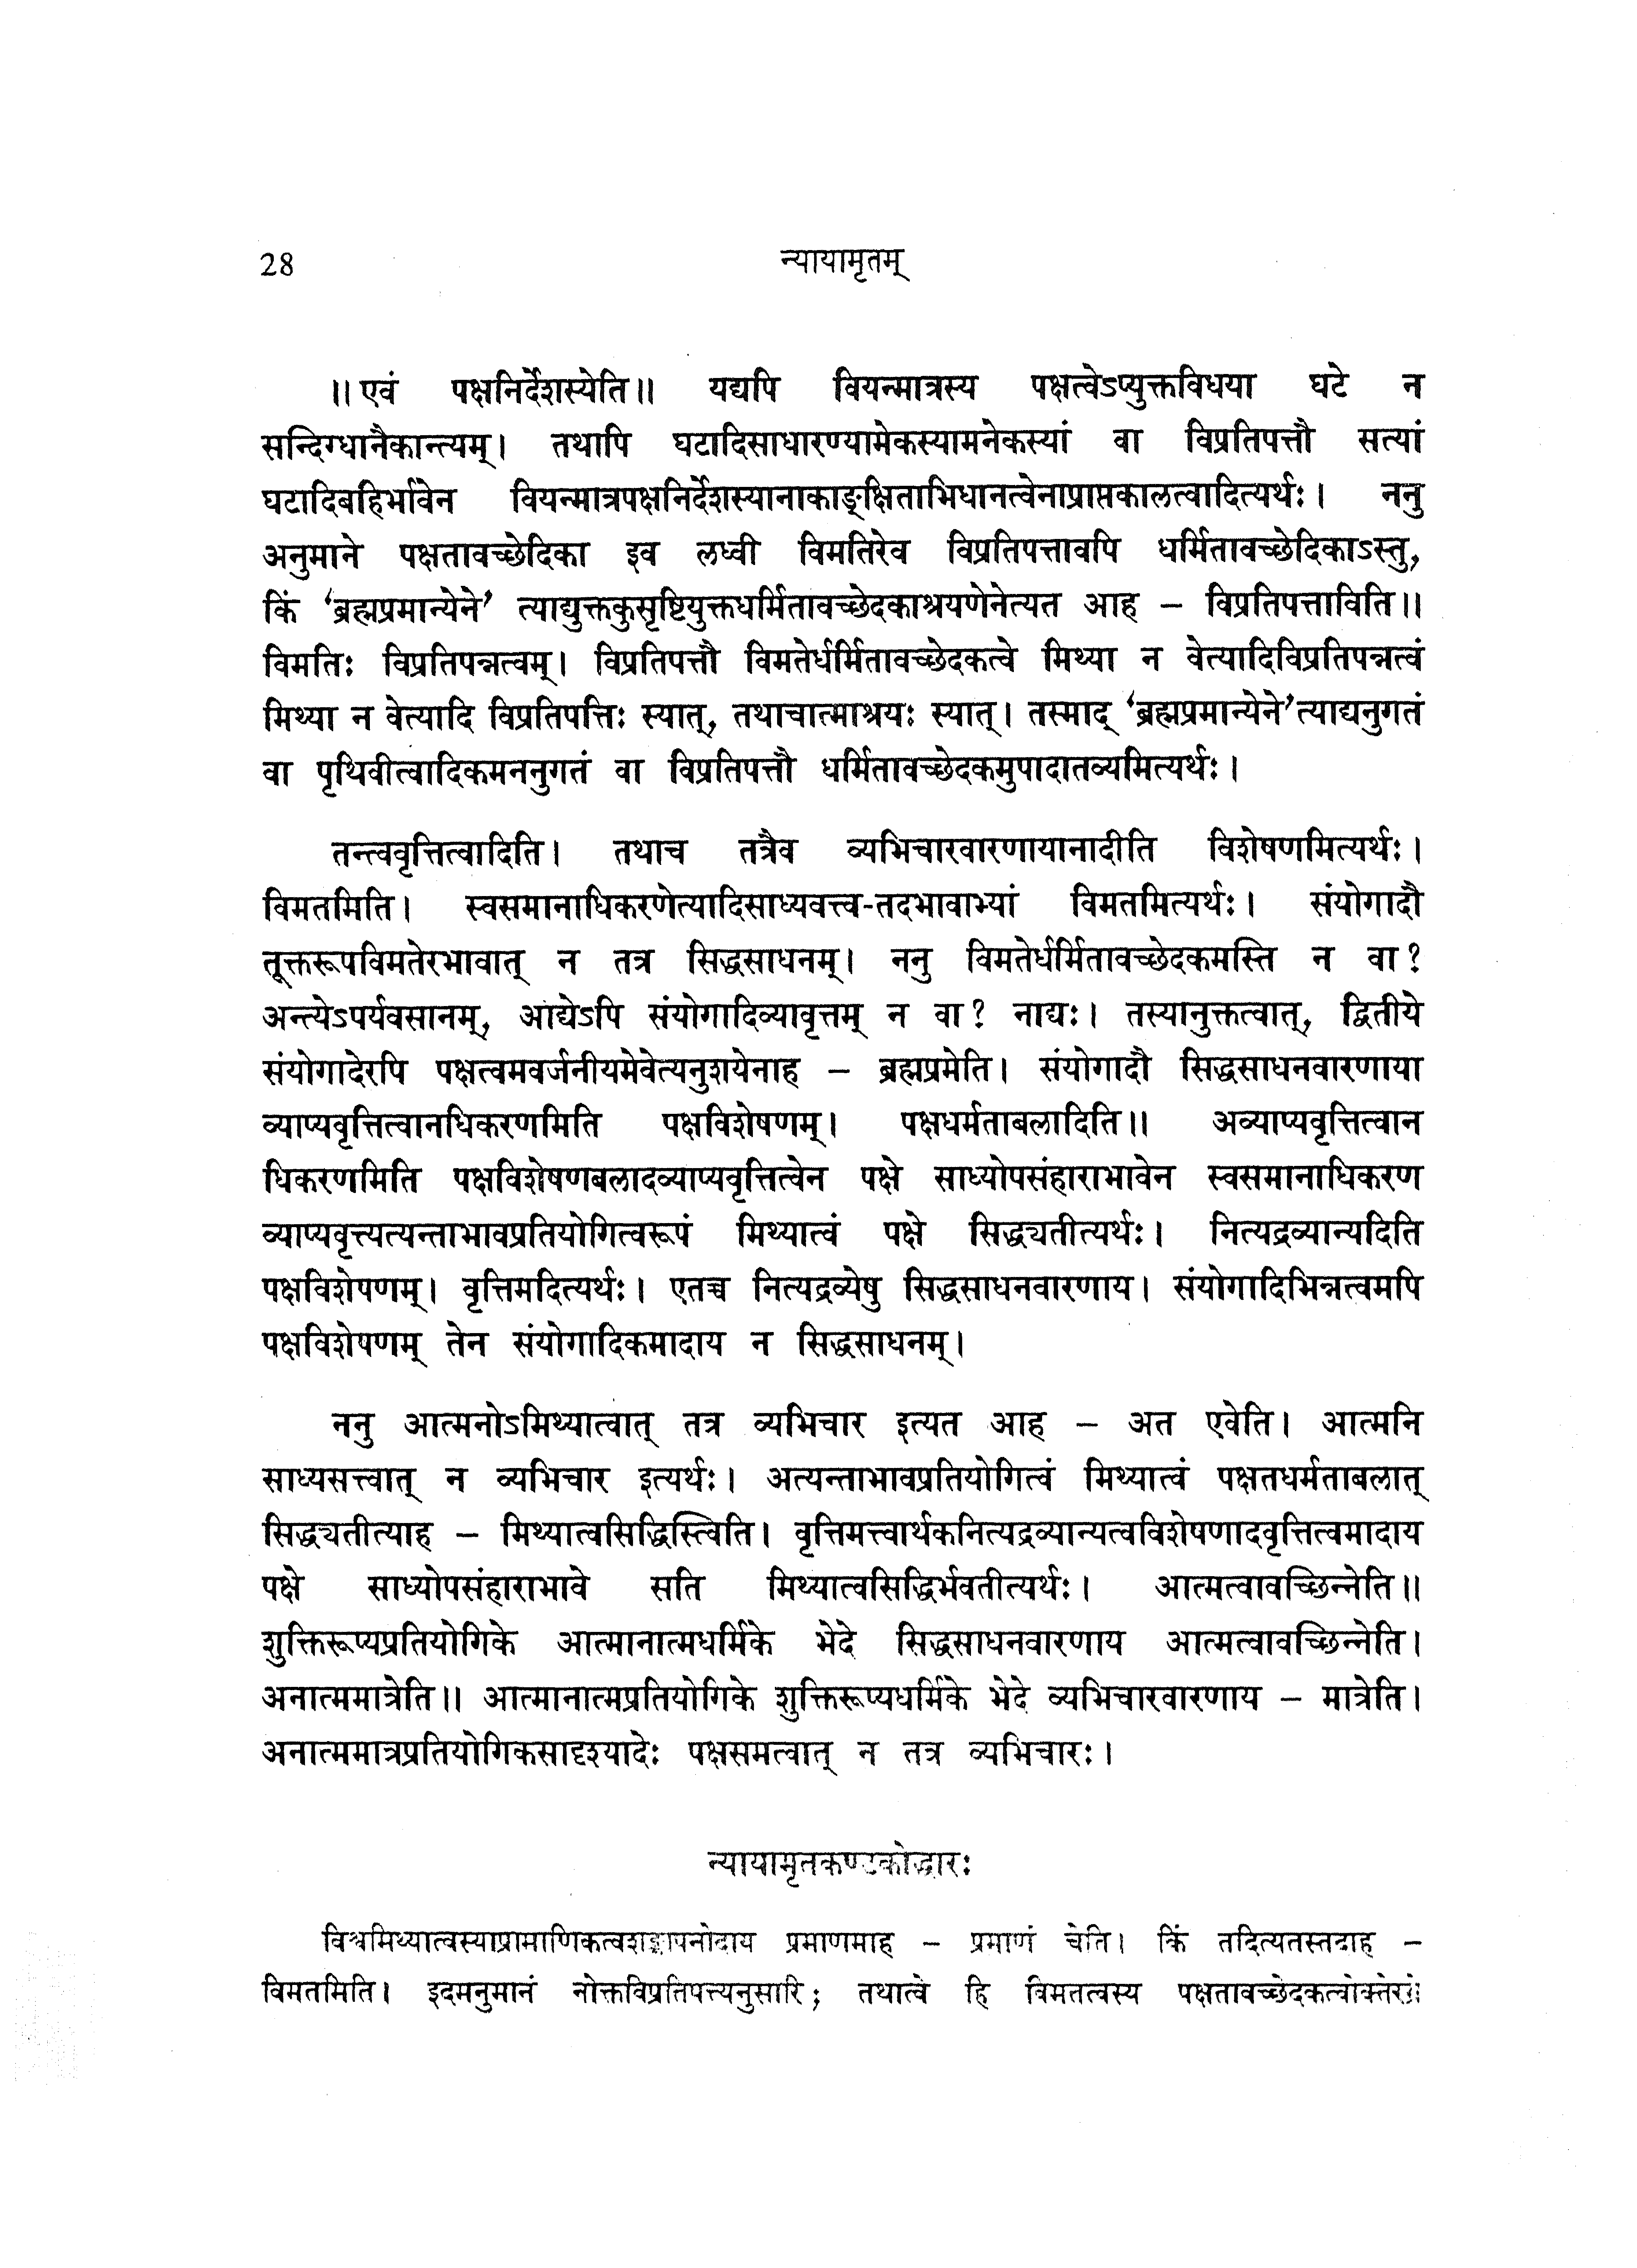 28
न्यायामृतम्
॥ एवं पक्षनिर्देशस्येति॥ यद्यपि वियन्मात्रस्य पक्षत्वेऽप्युक्तविधया घटे न
सन्दिग्धानैकान्त्यम्। तथापि घटादिसाधारण्यामेकस्यामनेकस्यां वा विप्रतिपत्तौ सत्यां
घटादिबहिर्भावेन वियन्मात्रपक्षनिर्देशस्यानाकाङ्क्षिताभिधानत्वेनाप्राप्तकालत्वादित्यर्थः। ननु
अनुमाने पक्षतावच्छेदिका इव लध्वी विमतिरेव विप्रतिपत्तावपि धर्मितावच्छेदिकाऽस्तु,
किं ‘ब्रह्मप्रमान्येने’ त्याद्युक्तकुसृष्टियुक्तधर्मितावच्छेदकाश्रयणेनेत्यत आह – विप्रतिपत्ताविति॥
विमतिः विप्रतिपन्नत्वम्। विप्रतिपत्तौ विमतेर्धर्मितावच्छेदकत्वे मिथ्या न वेत्यादिविप्रतिपन्नत्वं
मिथ्या न वेत्यादि विप्रतिपत्तिः स्यात्, तथाचात्माश्रयः स्यात्। तस्माद् ‘ब्रह्मप्रमान्येने’त्याद्यनुगतं
वा पृथिवीत्वादिकमननुगतं वा विप्रतिपत्तौ धर्मितावच्छेदकमुपादातव्यमित्यर्थः।
तन्त्ववृत्तित्वादिति। तथाच तत्रैव व्यभिचारवारणायानादीति विशेषणमित्यर्थः।
विमतमिति। स्वसमानाधिकरणेत्यादिसाध्यवत्त्व-तदभावाभ्यां विमतमित्यर्थः। संयोगादौ
तूक्तरूपविमतेरभावात् न तत्र सिद्धसाधनम्। ननु विमतेर्धर्मितावच्छेदकमस्ति न वा?
अन्त्येऽपर्यवसानम्, आद्येऽपि संयोगादिव्यावृत्तम् न वा? नाद्यः। तस्यानुक्तत्वात्, द्वितीये
संयोगादेरपि पक्षत्वमवर्जनीयमेवेत्यनुशयेनाह – ब्रह्मप्रमेति। संयोगादौ सिद्धसाधनवारणाया
व्याप्यवृत्तित्वानधिकरणमिति पक्षविशेषणम्। पक्षधर्मताबलादिति॥ अव्याप्यवृत्तित्वान
धिकरणमिति पक्षविशेषणबलादव्याप्यवृत्तित्वेन पक्षे साध्योपसंहाराभावेन स्वसमानाधिकरण
व्याप्यवृत्त्यत्यन्ताभावप्रतियोगित्वरूपं मिथ्यात्वं पक्षे सिद्ध्यतीत्यर्थः। नित्यद्रव्यान्यदिति
पक्षविशेषणम्। वृत्तिमदित्यर्थः। एतच्च नित्यद्रव्येषु सिद्धसाधनवारणाय। संयोगादिभिन्नत्वमपि
पक्षविशेषणम् तेन संयोगादिकमादाय न सिद्धसाधनम्।
ननु आत्मनोऽमिथ्यात्वात् तत्र व्यभिचार इत्यत आह – अत एवेति। आत्मनि
साध्यसत्त्वात् न व्यभिचार इत्यर्थः। अत्यन्ताभावप्रतियोगित्वं मिथ्यात्वं पक्षतधर्मताबलात्
सिद्ध्यतीत्याह – मिथ्यात्वसिद्धिस्त्विति। वृत्तिमत्त्वार्थकनित्यद्रव्यान्यत्वविशेषणादवृत्तित्वमादाय
पक्षे साध्योपसंहाराभावे सति मिथ्यात्वसिद्धिर्भवतीत्यर्थः। आत्मत्वावच्छिन्नेति॥
शुक्तिरूप्यप्रतियोगिके आत्मानात्मधर्मिके भेदे सिद्धसाधनवारणाय आत्मत्वावच्छिन्नेति।
अनात्ममात्रेति॥ आत्मानात्मप्रतियोगिके शुक्तिरूप्यधर्मिके भेदे व्यभिचारवारणाय – मात्रेति।
अनात्ममात्रप्रतियोगिकसादृश्यादेः पक्षसमत्वात् न तत्र व्यभिचारः।
न्यायामृतकण्टकोद्धारः
विश्वमिथ्यात्वस्याप्रामाणिकत्वशङ्कापनोदाय प्रमाणमाह – प्रमाणं चेति। किं तदित्यतस्तदाह –
विमतमिति। इदमनुमानं नोक्तविप्रतिपत्त्यनुसारि; तथात्वे हि विमतत्वस्य